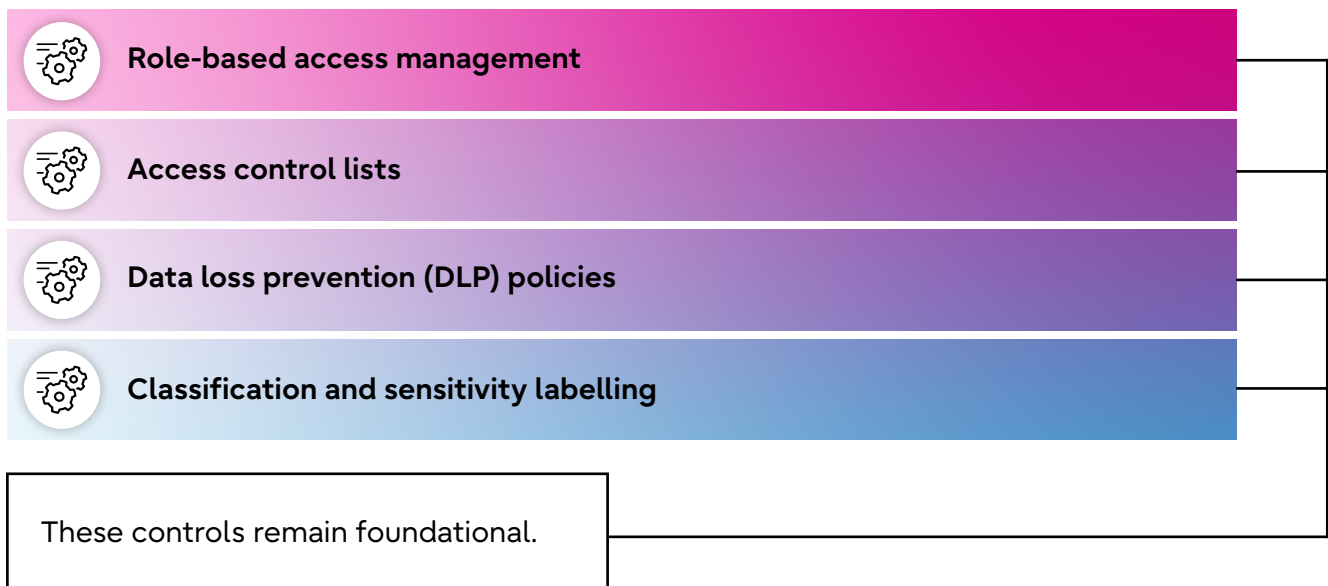 Role-based access management
Access control lists
Data loss prevention (DLP) policies
Classification and sensitivity labelling
These controls remain foundational.